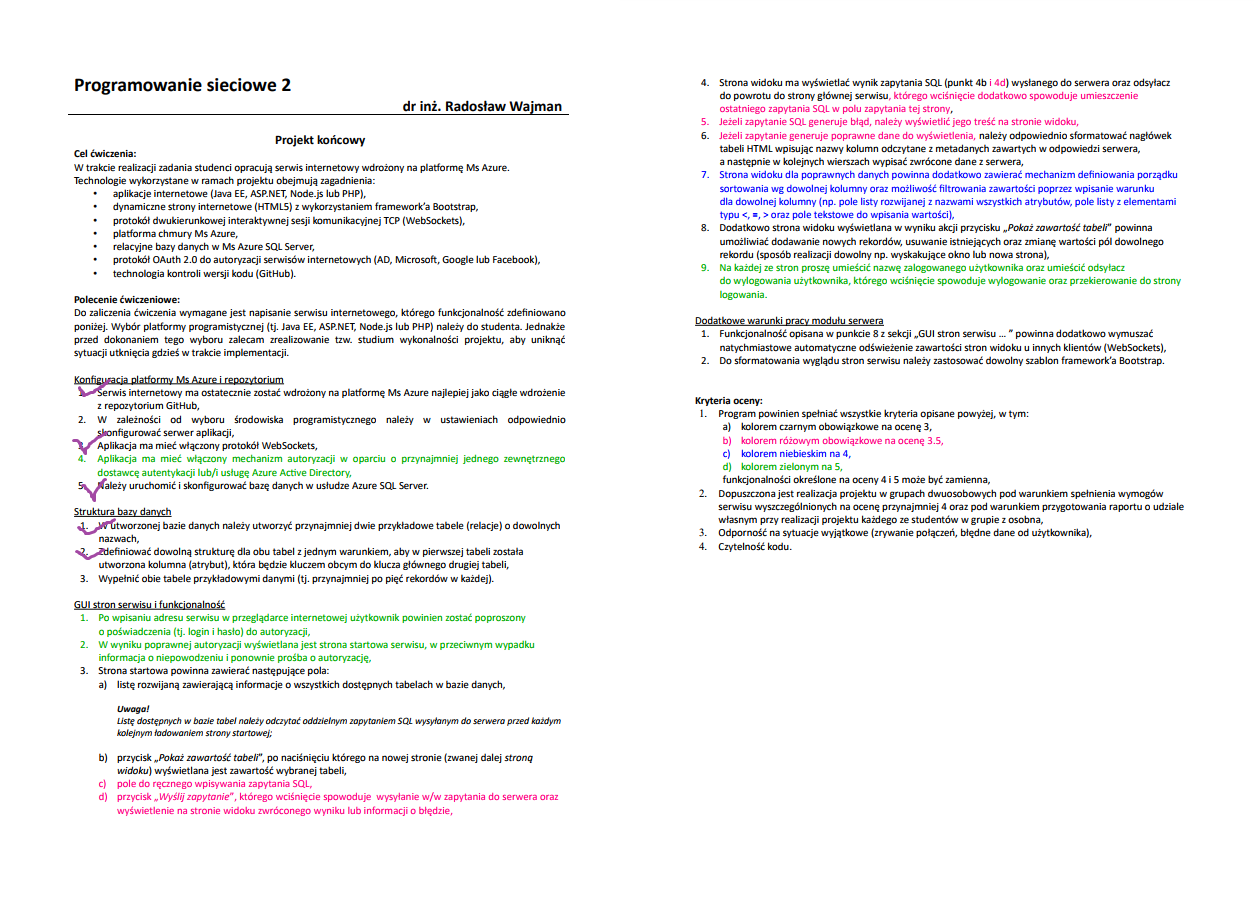 Programowanie sieciowe 2
dr inż. Radosław Wajman
Projekt końcowy
Cel ćwiczenia:
W trakcie realizacji zadania studenci opracują serwis internetowy wdrożony na platformę Ms Azure.
Technologie wykorzystane w ramach projektu obejmują zagadnienia:
• aplikacje internetowe (Java EE, ASP.NET, Node.js lub PHP),
• dynamiczne strony internetowe (HTML5) z wykorzystaniem framework'a Bootstrap,
• protokół dwukierunkowej interaktywnej sesji komunikacyjnej TCP (WebSockets),
• platforma chmury Ms Azure,
• relacyjne bazy danych w Ms Azure SQL Server,
• protokół OAuth 2.0 do autoryzacji serwisów internetowych (AD, Microsoft, Google lub Facebook),
• technologia kontroli wersji kodu (GitHub).
Polecenie ćwiczeniowe:
Do zaliczenia ćwiczenia wymagane jest napisanie serwisu internetowego, którego funkcjonalność zdefiniowano
poniżej. Wybór platformy programistycznej (tj. Java EE, ASP.NET, Node.js lub PHP) należy do studenta. Jednakże
przed dokonaniem tego wyboru zalecam zrealizowanie tzw. studium wykonalności projektu, aby uniknąć
sytuacji utknięcia gdzieś w trakcie implementacji.
Konfiguracja platformy Ms Azure i repozytorium
1. Serwis internetowy ma ostatecznie zostać wdrożony na platformę Ms Azure najlepiej jako ciągłe wdrożenie
z repozytorium GitHub,
2. W zależności od wyboru środowiska programistycznego należy w ustawieniach odpowiednio
skonfigurować serwer aplikacji,
3. Aplikacja ma mieć włączony protokół WebSockets,
4. Aplikacja ma mieć włączony mechanizm autoryzacji w oparciu o przynajmniej jednego zewnętrznego
dostawcę autentykacji lub/i usługę Azure Active Directory,
5. Należy uruchomić i skonfigurować bazę danych w usłudze Azure SQL Server.
Struktura bazy danych
1. W utworzonej bazie danych należy utworzyć przynajmniej dwie przykładowe tabele (relacje) o dowolnych
nazwach,
2. Zdefiniować dowolną strukturę dla obu tabel z jednym warunkiem, aby w pierwszej tabeli została
utworzona kolumna (atrybut), która będzie kluczem obcym do klucza głównego drugiej tabeli,
3. Wypełnić obie tabele przykładowymi danymi (tj. przynajmniej po pięć rekordów w każdej).
GUI stron serwisu i funkcjonalność
1. Po wpisaniu adresu serwisu w przeglądarce internetowej użytkownik powinien zostać poproszony
o poświadczenia (tj. login i hasło) do autoryzacji,
2. W wyniku poprawnej autoryzacji wyświetlana jest strona startowa serwisu, w przeciwnym wypadku
informacja o niepowodzeniu i ponownie prośba o autoryzację,
3. Strona startowa powinna zawierać następujące pola:
a) listę rozwijaną zawierającą informacje o wszystkich dostępnych tabelach w bazie danych,
Uwaga!
Listę dostępnych w bazie tabel należy odczytać oddzielnym zapytaniem SQL wysyłanym do serwera przed każdym
kolejnym ładowaniem strony startowej;
b) przycisk „Pokaż zawartość tabeli", po naciśnięciu którego na nowej stronie (zwanej dalej stroną
widoku) wyświetlana jest zawartość wybranej tabeli,
c) pole do ręcznego wpisywania zapytania SQL,
d) przycisk „Wyślij zapytanie", którego wciśnięcie spowoduje wysyłanie w/w zapytania do serwera oraz
wyświetlenie na stronie widoku zwróconego wyniku lub informacji o błędzie,
4. Strona widoku ma wyświetlać wynik zapytania SQL (punkt 4b i 4d) wysłanego do serwera oraz odsyłacz
do powrotu do strony głównej serwisu, którego wciśnięcie dodatkowo spowoduje umieszczenie
ostatniego zapytania SQL w polu zapytania tej strony,
5. Jeżeli zapytanie SQL generuje błąd, należy wyświetlić jego treść na stronie widoku,
6. Jeżeli zapytanie generuje poprawne dane do wyświetlenia, należy odpowiednio sformatować nagłówek
tabeli HTML wpisując nazwy kolumn odczytane z metadanych zawartych w odpowiedzi serwera,
a następnie w kolejnych wierszach wypisać zwrócone dane z serwera,
7. Strona widoku dla poprawnych danych powinna dodatkowo zawierać mechanizm definiowania porządku
sortowania wg dowolnej kolumny oraz możliwość filtrowania zawartości poprzez wpisanie warunku
dla dowolnej kolumny (np. pole listy rozwijanej z nazwami wszystkich atrybutów, pole listy z elementami
typu <, =, > oraz pole tekstowe do wpisania wartości),
8. Dodatkowo strona widoku wyświetlana w wyniku akcji przycisku „Pokaż zawartość tabeli" powinna
umożliwiać dodawanie nowych rekordów, usuwanie istniejących oraz zmianę wartości pól dowolnego
rekordu (sposób realizacji dowolny np. wyskakujące okno lub nowa strona),
9. Na każdej ze stron proszę umieścić nazwę zalogowanego użytkownika oraz umieścić odsyłacz
do wylogowania użytkownika, którego wciśnięcie spowoduje wylogowanie oraz przekierowanie do strony
logowania.
Dodatkowe warunki pracy modułu serwera
1. Funkcjonalność opisana w punkcie 8 z sekcji „GUI stron serwisu ... " powinna dodatkowo wymuszać
natychmiastowe automatyczne odświeżenie zawartości stron widoku u innych klientów (WebSockets),
2. Do sformatowania wyglądu stron serwisu należy zastosować dowolny szablon framework'a Bootstrap.
Kryteria oceny:
1. Program powinien spełniać wszystkie kryteria opisane powyżej, w tym:
a) kolorem czarnym obowiązkowe na ocenę 3,
b) kolorem różowym obowiązkowe na ocenę 3.5,
c) kolorem niebieskim na 4,
d) kolorem zielonym na 5,
funkcjonalności określone na oceny 4 i 5 może być zamienna,
2. Dopuszczona jest realizacja projektu w grupach dwuosobowych pod warunkiem spełnienia wymogów
serwisu wyszczególnionych na ocenę przynajmniej 4 oraz pod warunkiem przygotowania raportu o udziale
własnym przy realizacji projektu każdego ze studentów w grupie z osobna,
3. Odporność na sytuacje wyjątkowe (zrywanie połączeń, błędne dane od użytkownika),
4. Czytelność kodu.